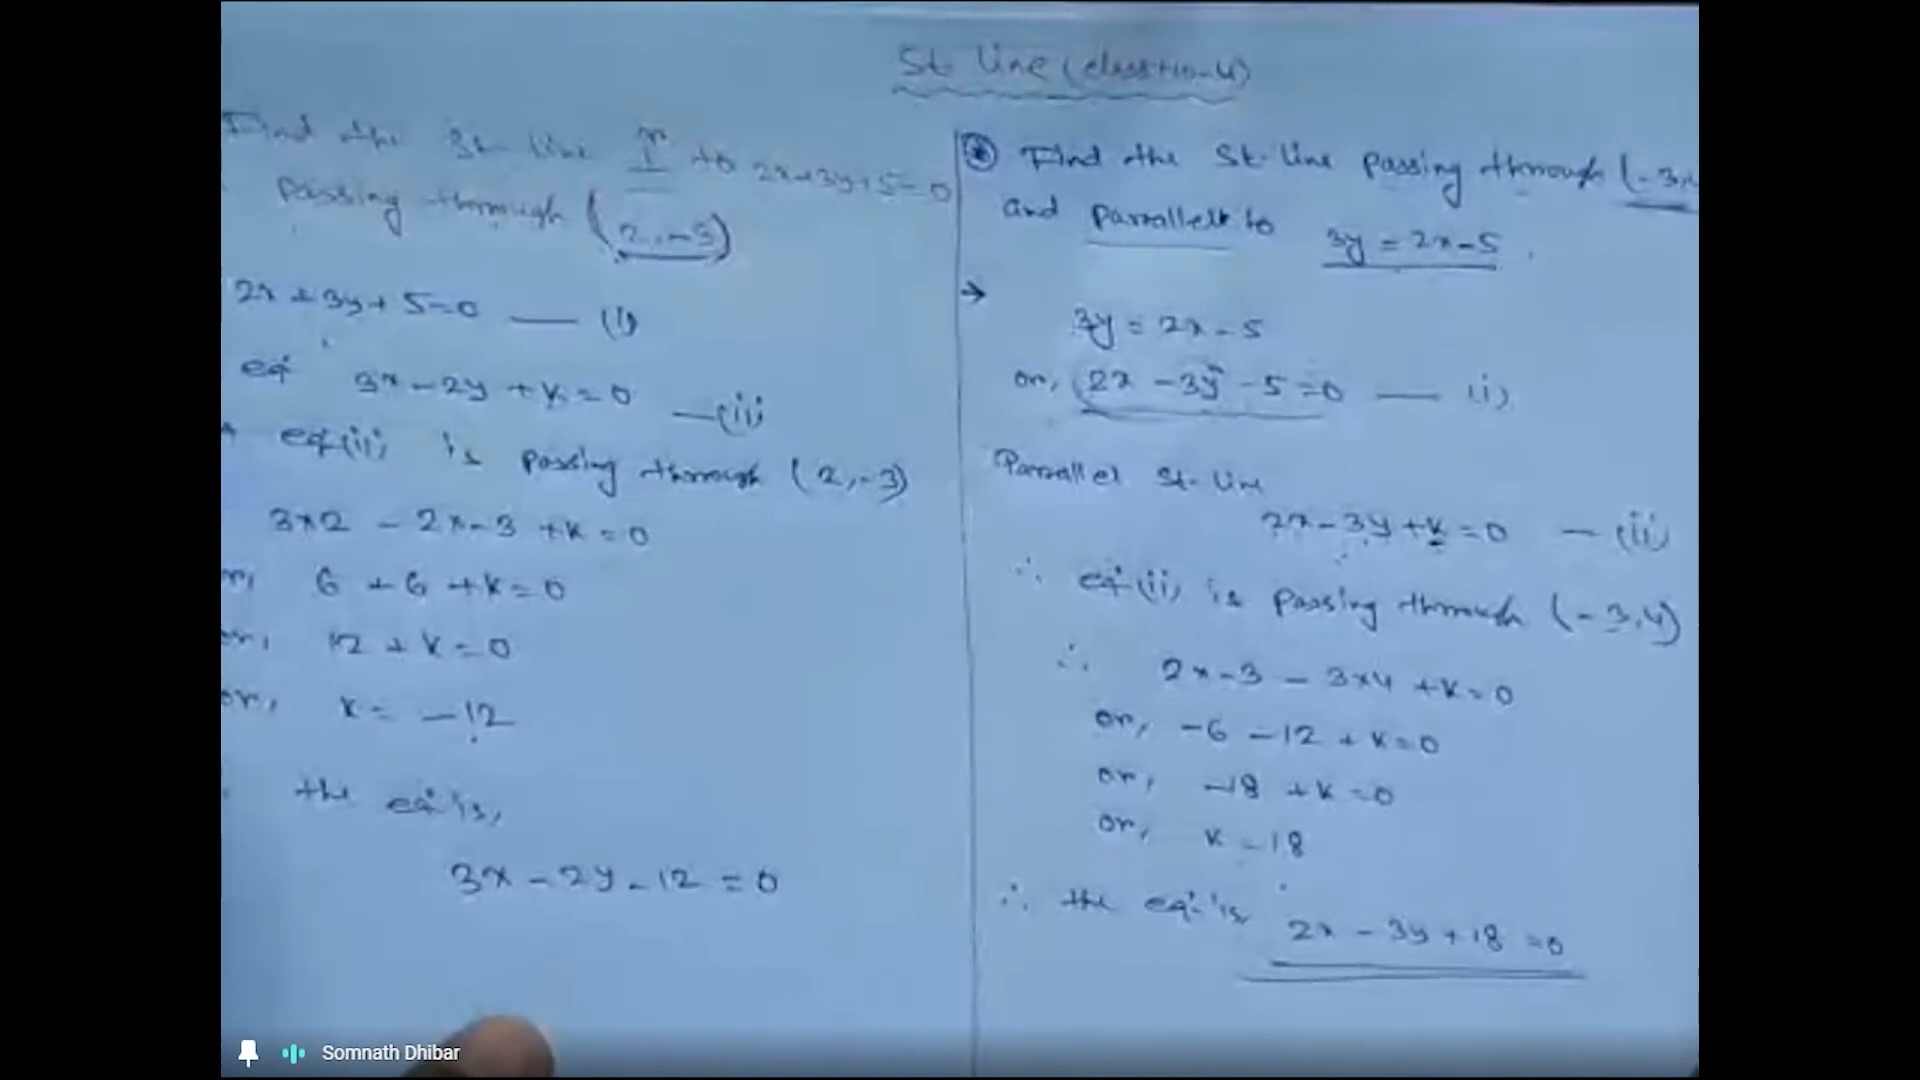 St. line (class no-4)
Find the St. line ⊥r to 2x+3y+5=0
passing through (2,-3)
2x+3y+5=0 — (i)
eqⁿ 3x-2y+k=0 — (ii)
eqⁿ(ii) is passing through (2,-3)
3×2 - 2×-3 +k=0
or, 6 + 6 +k=0
or, 12 + k=0
or, k= -12
the eqⁿ is,
3x - 2y - 12 = 0
Find the St. line passing through (-3,
and parallel to 3y = 2x-5
→
3y = 2x - 5
or, 2x - 3y - 5=0 — (i)
Parallel St. line
2x-3y+k=0 — (ii)
∴ eqⁿ(ii) is passing through (-3,4)
∴ 2×-3 - 3×4 +k=0
or, -6 -12 + k=0
or, -18 +k=0
or, k=18
∴ the eqⁿ is, 2x - 3y + 18 =0
Somnath Dhibar